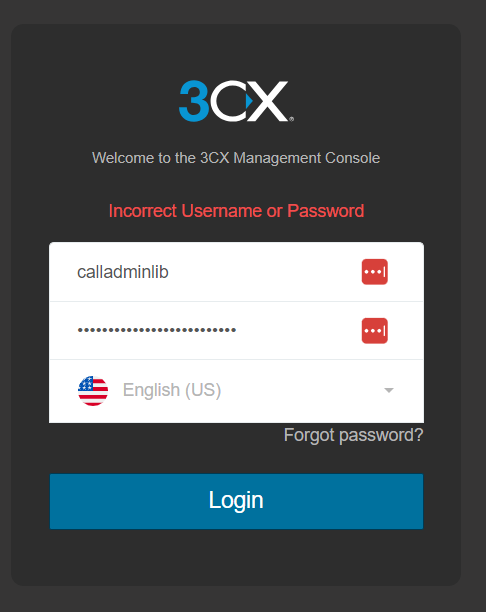 3CX®
Welcome to the 3CX Management Console
Incorrect Username or Password
calladminlib
••••••••••••••••••••••••••
English (US)
Forgot password?
Login